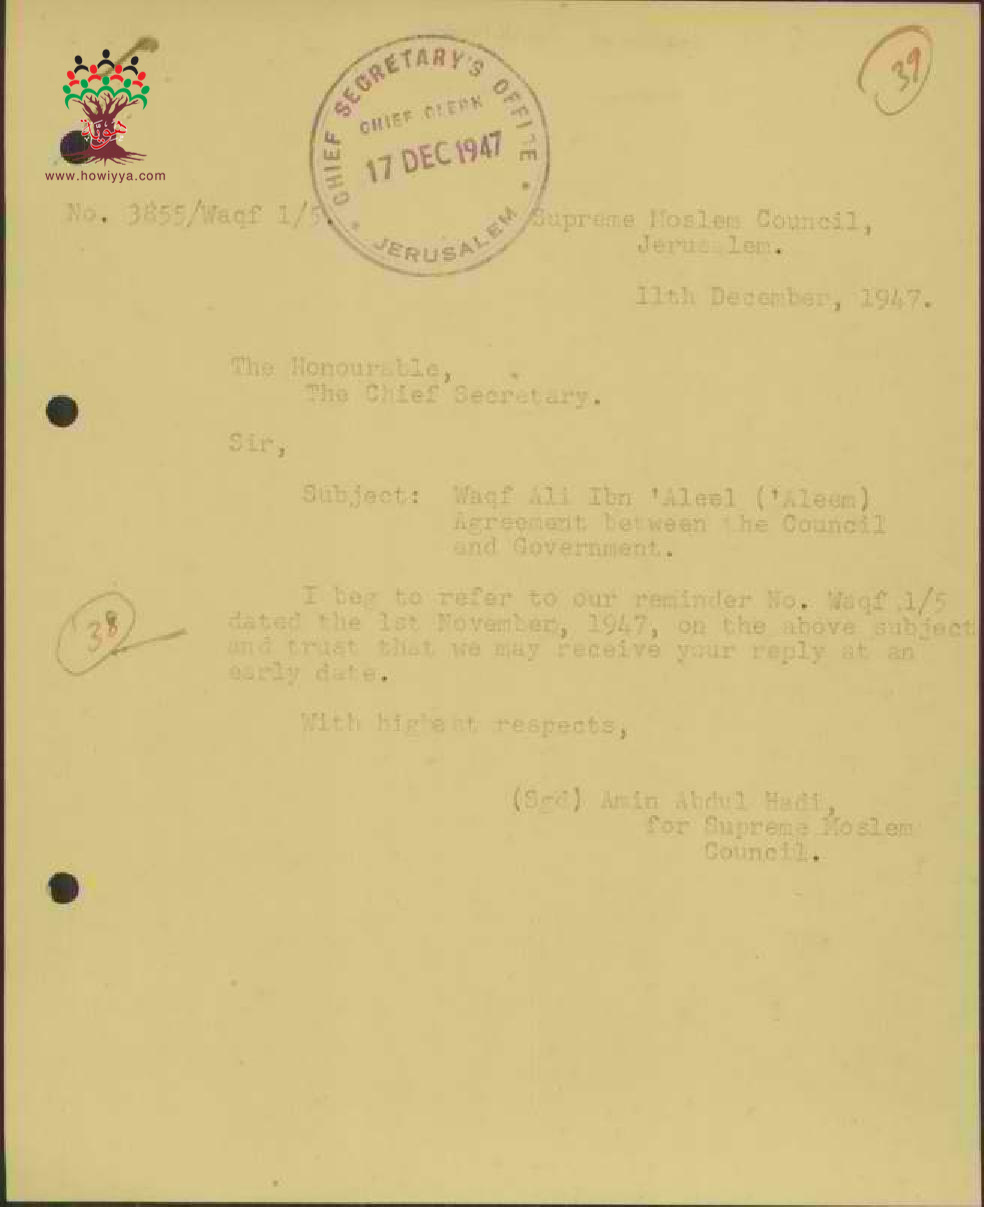 39
CHIEF SECRETARY'S OFFICE
CHIEF CLERK
17 DEC 1947
JERUSALEM
هوية
www.howiyya.com
No. 3855/Waqf 1/5.
Supreme Moslem Council,
Jerusalem.
11th December, 1947.
The Honourable,
The Chief Secretary.
Sir,
Subject: Waqf Ali Ibn 'Aleel ('Aleem)
Agreement between the Council
and Government.
38
I beg to refer to our reminder No. Waqf 1/5
dated the 1st November, 1947, on the above subject
and trust that we may receive your reply at an
early date.
With highest respects,
(Sgd) Amin Abdul Hadi,
for Supreme Moslem
Council.